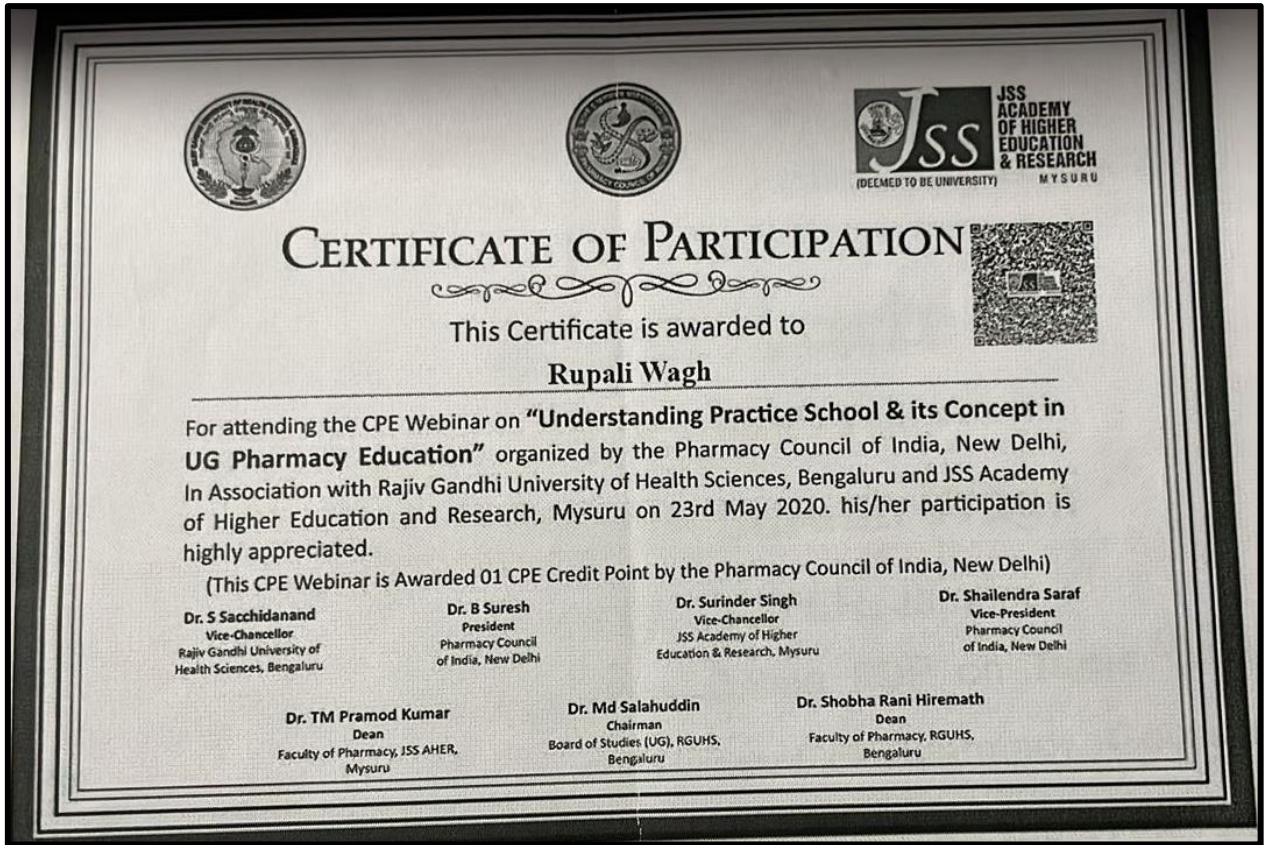 JSS
JSS
ACADEMY
OF HIGHER
EDUCATION
& RESEARCH
MYSURU
(DEEMED TO BE UNIVERSITY)
CERTIFICATE OF PARTICIPATION
This Certificate is awarded to
Rupali Wagh
For attending the CPE Webinar on “Understanding Practice School & its Concept in
UG Pharmacy Education” organized by the Pharmacy Council of India, New Delhi,
In Association with Rajiv Gandhi University of Health Sciences, Bengaluru and JSS Academy
of Higher Education and Research, Mysuru on 23rd May 2020. his/her participation is
highly appreciated.
(This CPE Webinar is Awarded 01 CPE Credit Point by the Pharmacy Council of India, New Delhi)
Dr. S Sacchidanand
Vice-Chancellor
Rajiv Gandhi University of
Health Sciences, Bengaluru
Dr. B Suresh
President
Pharmacy Council
of India, New Delhi
Dr. Surinder Singh
Vice-Chancellor
JSS Academy of Higher
Education & Research, Mysuru
Dr. Shailendra Saraf
Vice-President
Pharmacy Council
of India, New Delhi
Dr. TM Pramod Kumar
Dean
Faculty of Pharmacy, JSS AHER,
Mysuru
Dr. Md Salahuddin
Chairman
Board of Studies (UG), RGUHS,
Bengaluru
Dr. Shobha Rani Hiremath
Dean
Faculty of Pharmacy, RGUHS,
Bengaluru